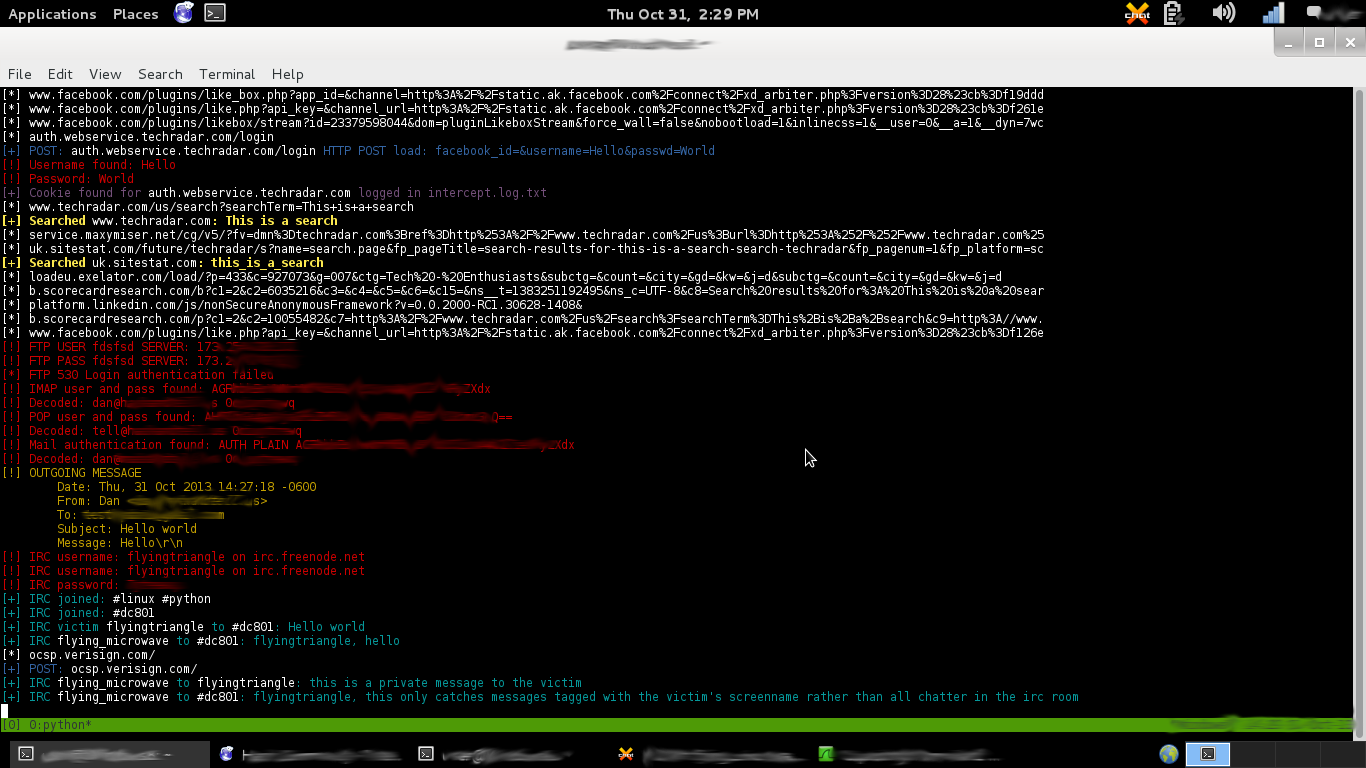 Applications Places Thu Oct 31, 2:29 PM
chat
File Edit View Search Terminal Help
[*] www.facebook.com/plugins/like_box.php?app_id=&channel=http%3A%2F%2Fstatic.ak.facebook.com%2Fconnect%2Fxd_arbiter.php%3Fversion%3D28%23cb%3Df19ddd
[*] www.facebook.com/plugins/like.php?api_key=&channel_url=http%3A%2F%2Fstatic.ak.facebook.com%2Fconnect%2Fxd_arbiter.php%3Fversion%3D28%23cb%3Df261e
[*] www.facebook.com/plugins/likebox/stream?id=23379598044&dom=pluginLikeboxStream&force_wall=false&nobootload=1&inlinecss=1&__user=0&__a=1&__dyn=7wc
[*] auth.webservice.techradar.com/login
[+] POST: auth.webservice.techradar.com/login HTTP POST load: facebook_id=&username=Hello&passwd=World
[!] Username found: Hello
[!] Password: World
[+] Cookie found for auth.webservice.techradar.com logged in intercept.log.txt
[*] www.techradar.com/us/search?searchTerm=This+is+a+search
[+] Searched www.techradar.com: This is a search
[*] service.maxymiser.net/cg/v5/?fv=dmn%3Dtechradar.com%3Bref%3Dhttp%253A%2F%2Fwww.techradar.com%2Fus%3Burl%3Dhttp%253A%252F%252Fwww.techradar.com%25
[*] uk.sitestat.com/future/techradar/s?name=search.page&fp_pageTitle=search-results-for-this-is-a-search-search-techradar&fp_pagenum=1&fp_platform=sc
[+] Searched uk.sitestat.com: this_is_a_search
[*] loadeu.exelator.com/load/?p=433&c=927073&g=007&ctg=Tech%20-%20Enthusiasts&subctg=&count=&city=&gd=&kw=&j=d&subctg=&count=&city=&gd=&kw=&j=d
[*] b.scorecardresearch.com/b?c1=2&c2=6035216&c3=&c4=&c5=&c6=&c15=&ns__t=1383251192495&ns_c=UTF-8&c8=Search%20results%20for%3A%20This%20is%20a%20sear
[*] platform.linkedin.com/js/nonSecureAnonymousFramework?v=0.0.2000-RC1.30628-1408&
[*] b.scorecardresearch.com/p?c1=2&c2=10055482&c7=http%3A%2F%2Fwww.techradar.com%2Fus%2Fsearch%3FsearchTerm%3DThis%2Bis%2Ba%2Bsearch&c9=http%3A//www.
[*] www.facebook.com/plugins/like.php?api_key=&channel_url=http%3A%2F%2Fstatic.ak.facebook.com%2Fconnect%2Fxd_arbiter.php%3Fversion%3D28%23cb%3Df126e
[!] FTP USER fdsfsd SERVER: 173.
[!] FTP PASS fdsfsd SERVER: 173.
[*] FTP 530 Login authentication failed
[!] IMAP user and pass found:
[!] Decoded: dan@
[!] POP user and pass found:
[!] Decoded: tell@
[!] Mail authentication found: AUTH PLAIN
[!] Decoded: dan@
[!] OUTGOING MESSAGE
Date: Thu, 31 Oct 2013 14:27:18 -0600
From: Dan
To:
Subject: Hello world
Message: Hello\r\n
[!] IRC username: flyingtriangle on irc.freenode.net
[!] IRC username: flyingtriangle on irc.freenode.net
[!] IRC password:
[+] IRC joined: #linux #python
[+] IRC joined: #dc801
[+] IRC victim flyingtriangle to #dc801: Hello world
[+] IRC flying_microwave to #dc801: flyingtriangle, hello
[*] ocsp.verisign.com/
[+] POST: ocsp.verisign.com/
[+] IRC flying_microwave to flyingtriangle: this is a private message to the victim
[+] IRC flying_microwave to #dc801: flyingtriangle, this only catches messages tagged with the victim's screenname rather than all chatter in the irc room
[0] 0:python*